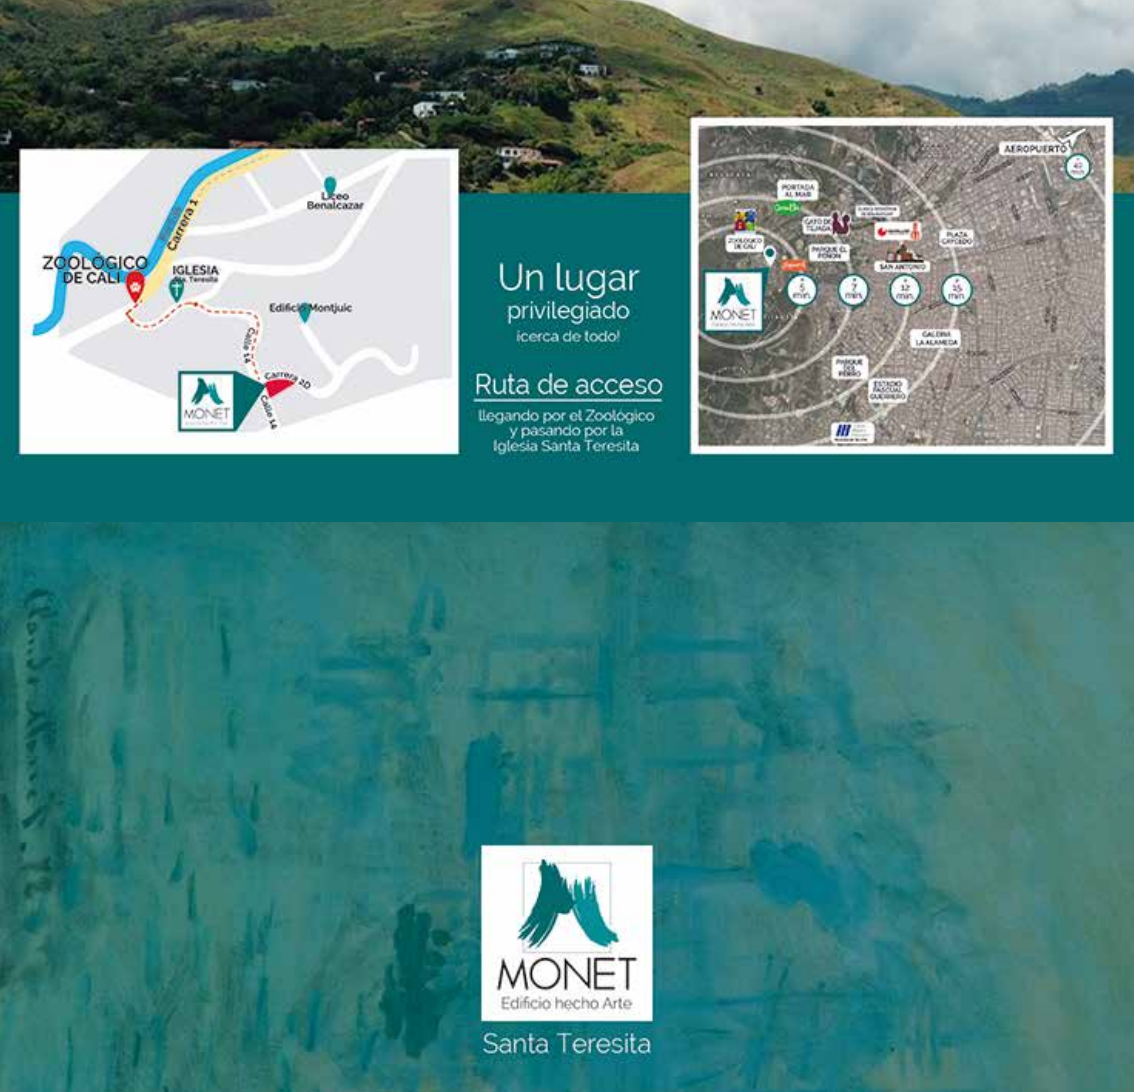 ZOOLÓGICO
DE CALI
Carrera 1
IGLESIA
Sta. Teresita
Liceo
Benalcazar
Edificio Montjuic
Calle 14
Carrera 2D
Calle 14
MONET
Un lugar
privilegiado
¡cerca de todo!
Ruta de acceso
llegando por el Zoológico
y pasando por la
Iglesia Santa Teresita
AEROPUERTO
42
min.
PORTADA
AL MAR
GATO DE
TEJADA
ZOOLÓGICO
DE CALI
PARQUE EL
PEÑON
PLAZA
CAYCEDO
SAN ANTONIO
MONET
5
min.
7
min.
12
min.
15
min.
GALERIA
LA ALAMEDA
PARQUE
DEL
PERRO
ESTADIO
PASCUAL
GUERRERO
MONET
Edificio hecho Arte
Santa Teresita